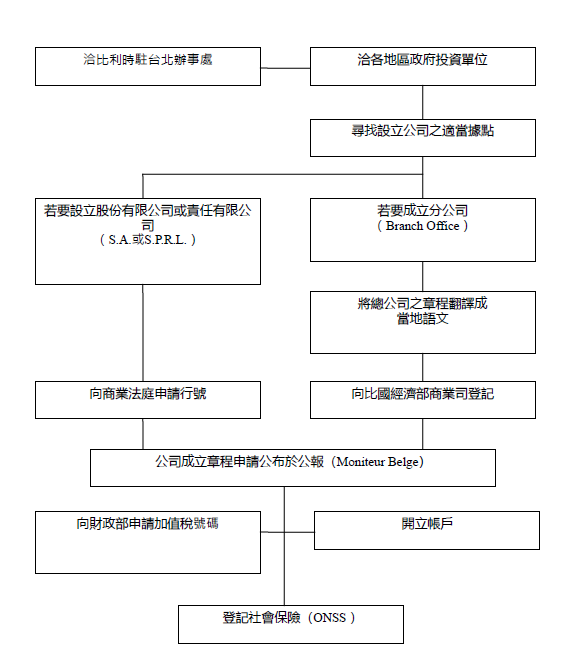 洽比利時駐台北辦事處
洽各地區政府投資單位
尋找設立公司之適當據點
若要設立股份有限公司或責任有限公
司
（S.A.或S.P.R.L.）
若要成立分公司
（Branch Office）
將總公司之章程翻譯成
當地語文
向商業法庭申請行號
向比國經濟部商業司登記
公司成立章程申請公布於公報（Moniteur Belge）
向財政部申請加值稅號碼
開立帳戶
登記社會保險（ONSS）